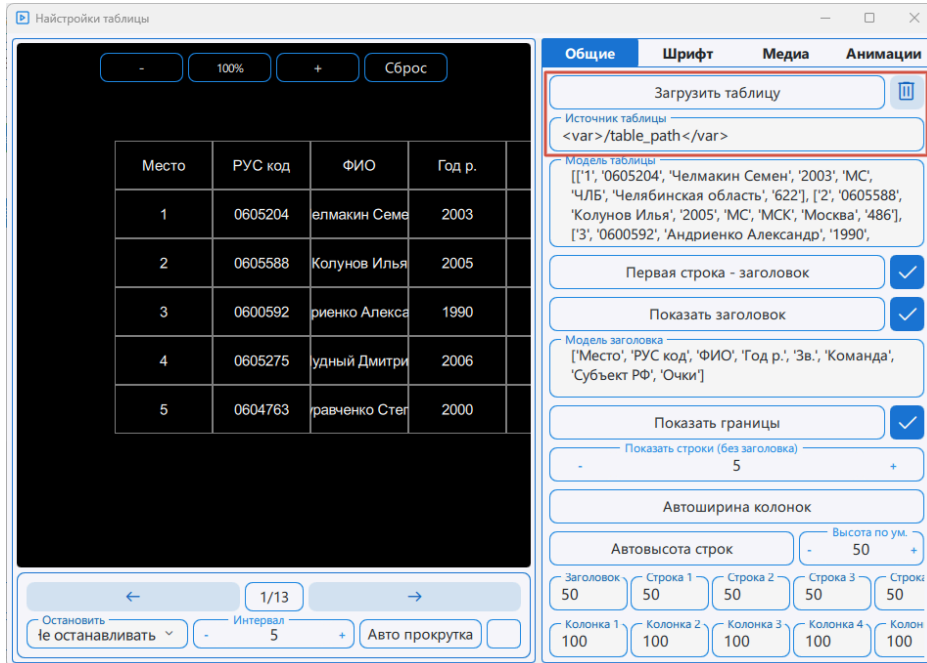 Найстройки таблицы
- 100% + Сброс
Место РУС код ФИО Год р.
1 0605204 елмакин Семе 2003
2 0605588 Колунов Илья 2005
3 0600592 риенко Алекса 1990
4 0605275 удный Дмитри 2006
5 0604763 уравченко Степ 2000
← 1/13 →
Остановить Интервал
Не останавливать - 5 + Авто прокрутка
Общие Шрифт Медиа Анимации
Загрузить таблицу
Источник таблицы
<var>/table_path</var>
Модель таблицы
[['1', '0605204', 'Челмакин Семен', '2003', 'МС',
'ЧЛБ', 'Челябинская область', '622'], ['2', '0605588',
'Колунов Илья', '2005', 'МС', 'МСК', 'Москва', '486'],
['3', '0600592', 'Андриенко Александр', '1990',
Первая строка - заголовок
Показать заголовок
Модель заголовка
['Место', 'РУС код', 'ФИО', 'Год р.', 'Зв.', 'Команда',
'Субъект РФ', 'Очки']
Показать границы
Показать строки (без заголовка)
- 5 +
Автоширина колонок
Высота по ум.
Автовысота строк - 50 +
Заголовок Строка 1 Строка 2 Строка 3 Строка
50 50 50 50 50
Колонка 1 Колонка 2 Колонка 3 Колонка 4 Колон
100 100 100 100 100